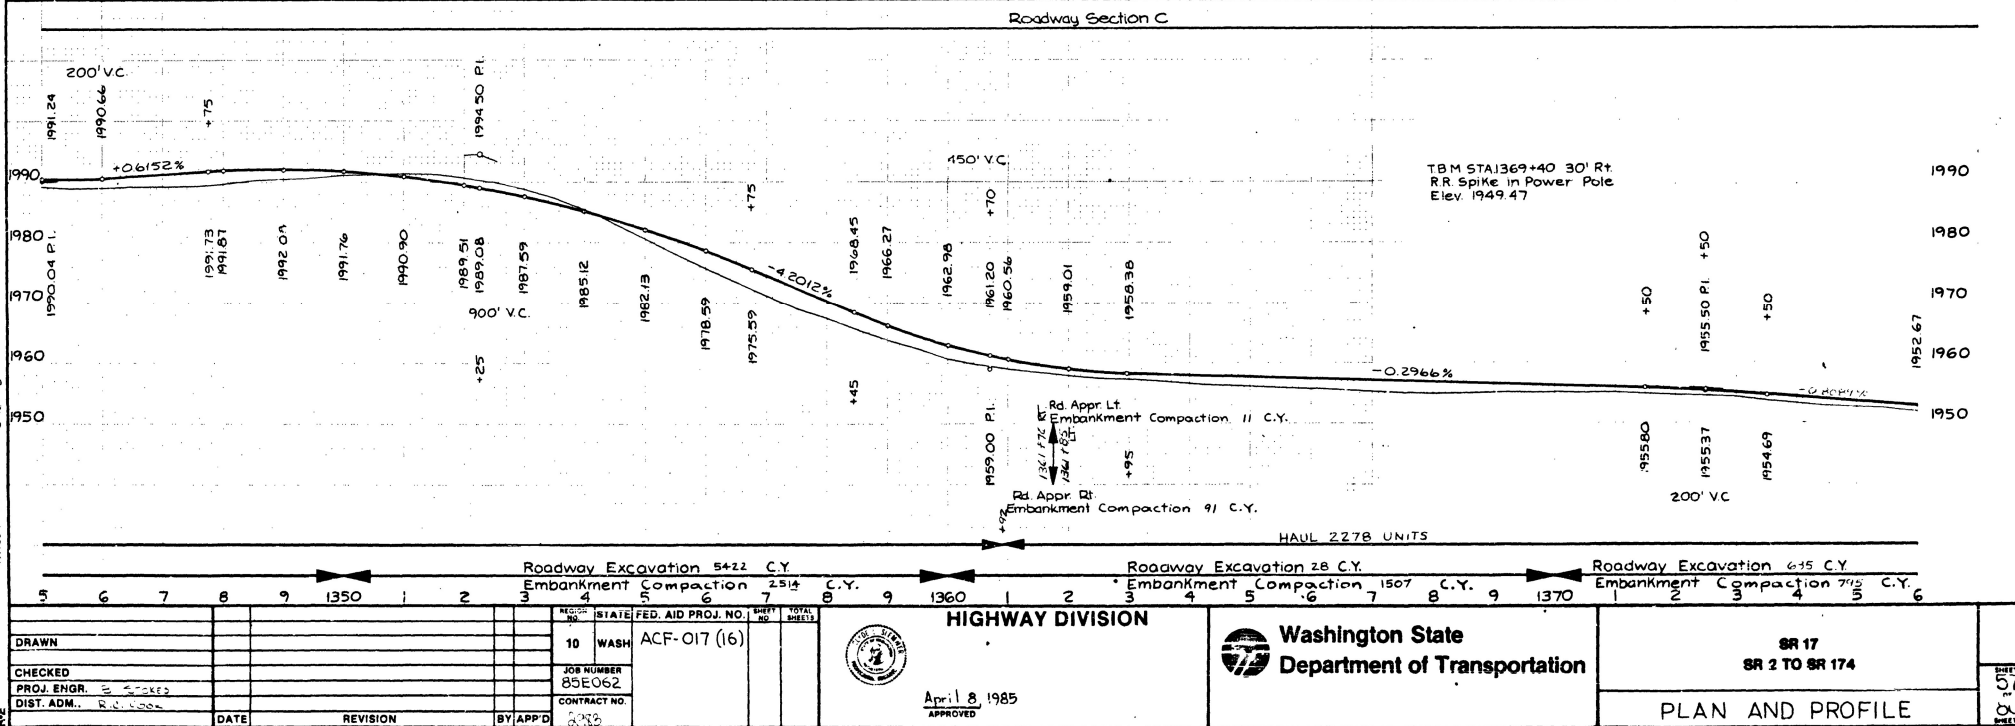 Roadway Section C
200' V.C.
1991.24
1990.66
+75
1994.50 P.I.
+0.6152%
1990
1980
1970
1960
1950
1990.04 P.I.
1991.73
1991.87
1991.76
1990.90
1989.51
1989.08
1987.59
1985.12
1982.13
1978.59
1975.59
+75
900' V.C.
+25
-4.2012%
1968.45
1966.27
+45
450' V.C.
+70
1962.98
1961.20
1960.56
1959.01
1958.38
1959.00 P.I.
+95
+92
Rd. Appr. Lt.
Embankment Compaction 11 C.Y.
Rd. Appr. Rt.
Embankment Compaction 91 C.Y.
T.B.M STA.1369+40 30' Rt.
R.R. Spike in Power Pole
Elev. 1949.47
-0.2966%
+50
1955.50 P.I. +50
+50
1955.80
1955.37
1954.69
200' V.C
1952.67
1990
1980
1970
1960
1950
HAUL 2278 UNITS
Roadway Excavation 5422 C.Y.
Embankment Compaction 2514 C.Y.
Roadway Excavation 28 C.Y.
Embankment Compaction 1507 C.Y.
Roadway Excavation C.Y
Embankment Compaction C.Y.
5 6 7 8 9 1350 1 2 3 4 5 6 7 8 9 1360 1 2 3 4 5 6 7 8 9 1370 1 2 3 4 5 6
DRAWN
CHECKED
PROJ. ENGR.
DIST. ADM..
DATE REVISION BY APP'D
REGION NO. STATE FED. AID PROJ. NO. SHEET NO TOTAL SHEETS
10 WASH ACF-017 (16)
JOB NUMBER
85E062
CONTRACT NO.
HIGHWAY DIVISION
April 8, 1985
APPROVED
Washington State
Department of Transportation
SR 17
SR 2 TO SR 174
PLAN AND PROFILE
SHEET